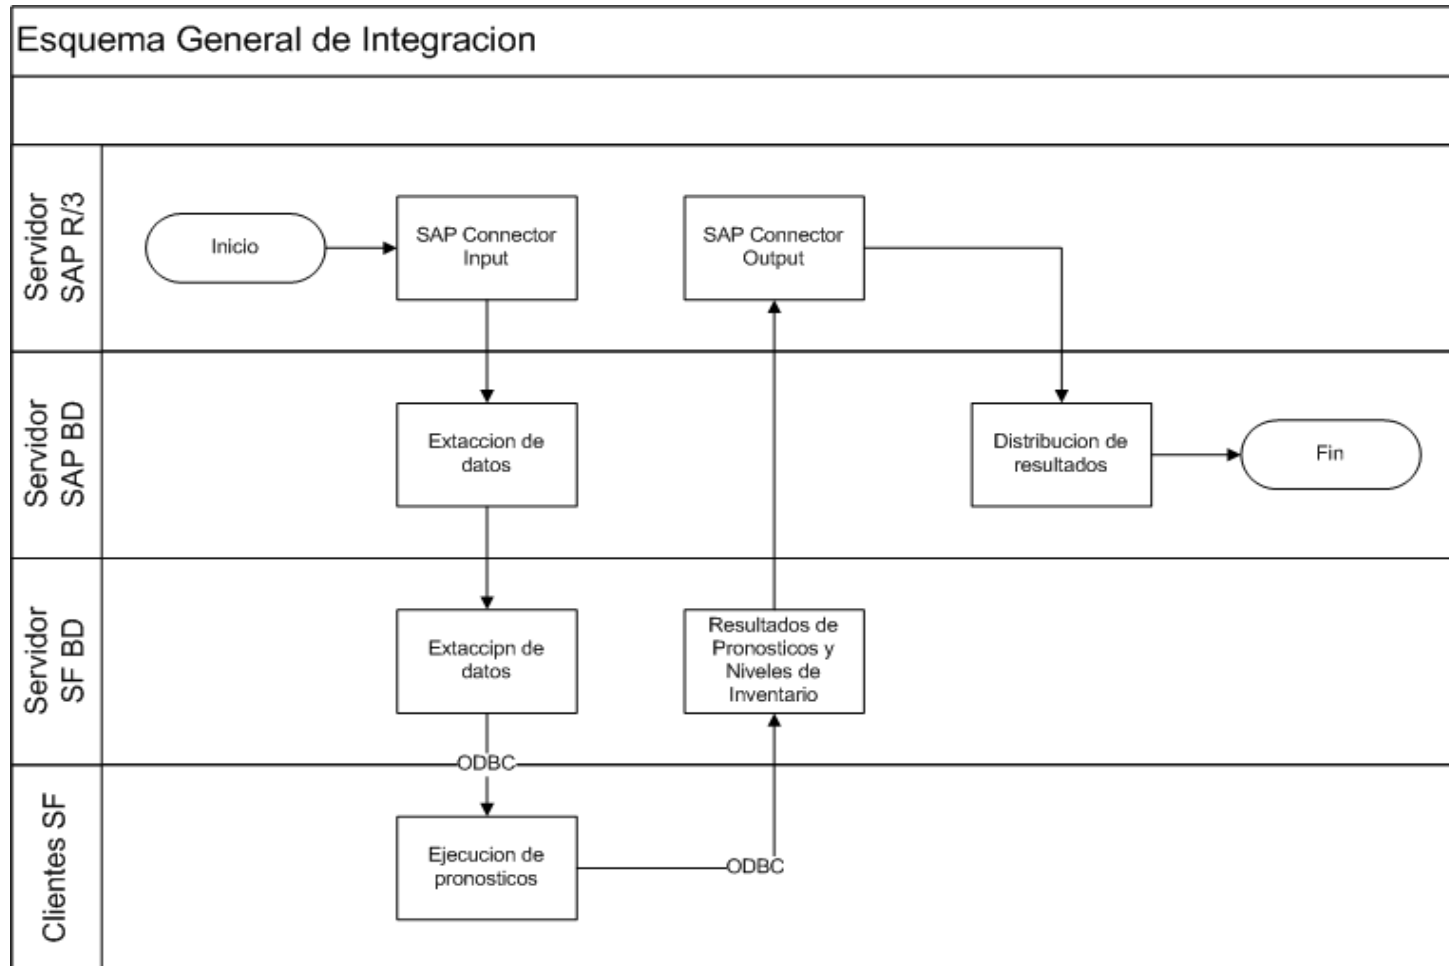 Esquema General de Integracion
Servidor
SAP R/3
Inicio
SAP Connector
Input
SAP Connector
Output
Servidor
SAP BD
Extaccion de
datos
Distribucion de
resultados
Fin
Servidor
SF BD
Extaccipn de
datos
Resultados de
Pronosticos y
Niveles de
Inventario
ODBC
Clientes SF
Ejecucion de
pronosticos
ODBC